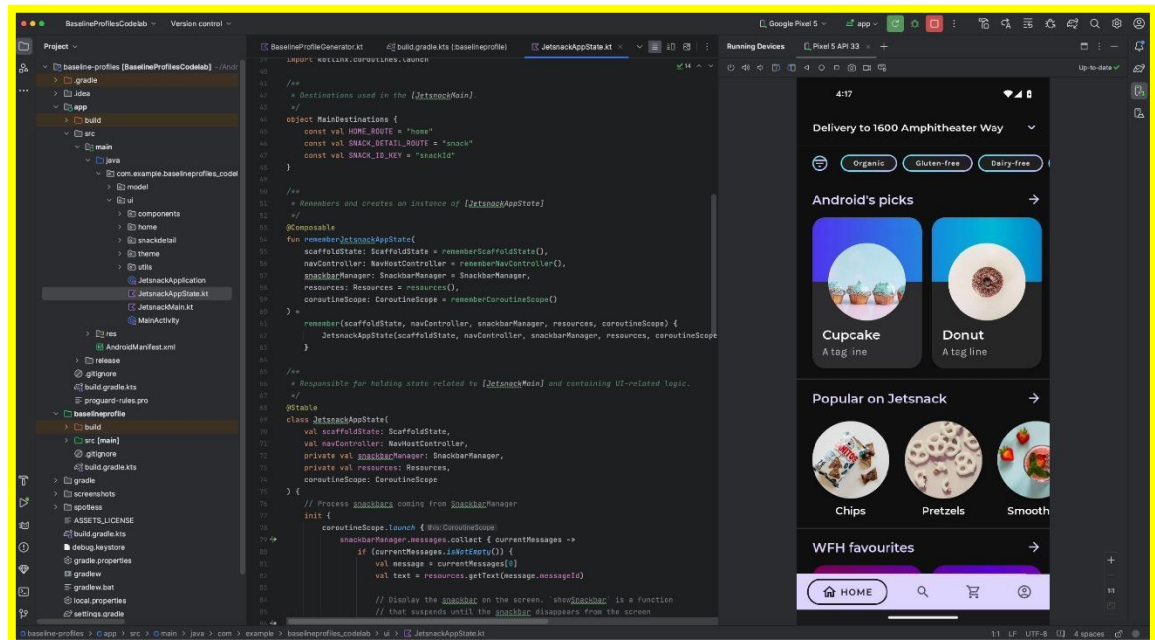 BaselineProfilesCodelab
Version control
Google Pixel 5
app
Project
BaselineProfileGenerator.kt
build.gradle.kts (:baselineprofile)
JetsnackAppState.kt
Running Devices
Pixel 5 API 33
baseline-profiles [BaselineProfilesCodelab]
.gradle
.idea
app
build
src
main
java
com.example.baselineprofiles_codel
model
ui
components
home
snackdetail
theme
utils
JetsnackApplication
JetsnackAppState.kt
JetsnackMain.kt
MainActivity
res
AndroidManifest.xml
release
.gitignore
build.gradle.kts
proguard-rules.pro
baselineprofile
build
src [main]
.gitignore
build.gradle.kts
gradle
screenshots
spotless
ASSETS_LICENSE
build.gradle.kts
debug.keystore
gradle.properties
gradlew
gradlew.bat
local.properties
settings.gradle
import kotlinx.coroutines.launch
14
/**
* Destinations used in the [JetsnackMain].
*/
object MainDestinations {
const val HOME_ROUTE = "home"
const val SNACK_DETAIL_ROUTE = "snack"
const val SNACK_ID_KEY = "snackId"
}
/**
* Remembers and creates an instance of [JetsnackAppState]
*/
@Composable
fun rememberJetsnackAppState(
scaffoldState: ScaffoldState = rememberScaffoldState(),
navController: NavHostController = rememberNavController(),
snackbarManager: SnackbarManager = SnackbarManager,
resources: Resources = resources(),
coroutineScope: CoroutineScope = rememberCoroutineScope()
) =
remember(scaffoldState, navController, snackbarManager, resources, coroutineScope) {
JetsnackAppState(scaffoldState, navController, snackbarManager, resources, coroutineScope
}
/**
* Responsible for holding state related to [JetsnackMain] and containing UI-related logic.
*/
@Stable
class JetsnackAppState(
val scaffoldState: ScaffoldState,
val navController: NavHostController,
private val snackbarManager: SnackbarManager,
private val resources: Resources,
coroutineScope: CoroutineScope
) {
// Process snackbars coming from SnackbarManager
init {
coroutineScope.launch { this: CoroutineScope
snackbarManager.messages.collect { currentMessages ->
if (currentMessages.isNotEmpty()) {
val message = currentMessages[0]
val text = resources.getText(message.messageId)
// Display the snackbar on the screen. `showSnackbar` is a function
// that suspends until the snackbar disappears from the screen
Up-to-date
4:17
Delivery to 1600 Amphitheater Way
Organic Gluten-free Dairy-free
Android's picks
Cupcake Donut
A tag line A tag line
Popular on Jetsnack
Chips Pretzels Smooth
WFH favourites
HOME
1:1
baseline-profiles > app > src > main > java > com > example > baselineprofiles_codelab > ui > JetsnackAppState.kt
1:1 LF UTF-8 4 spaces